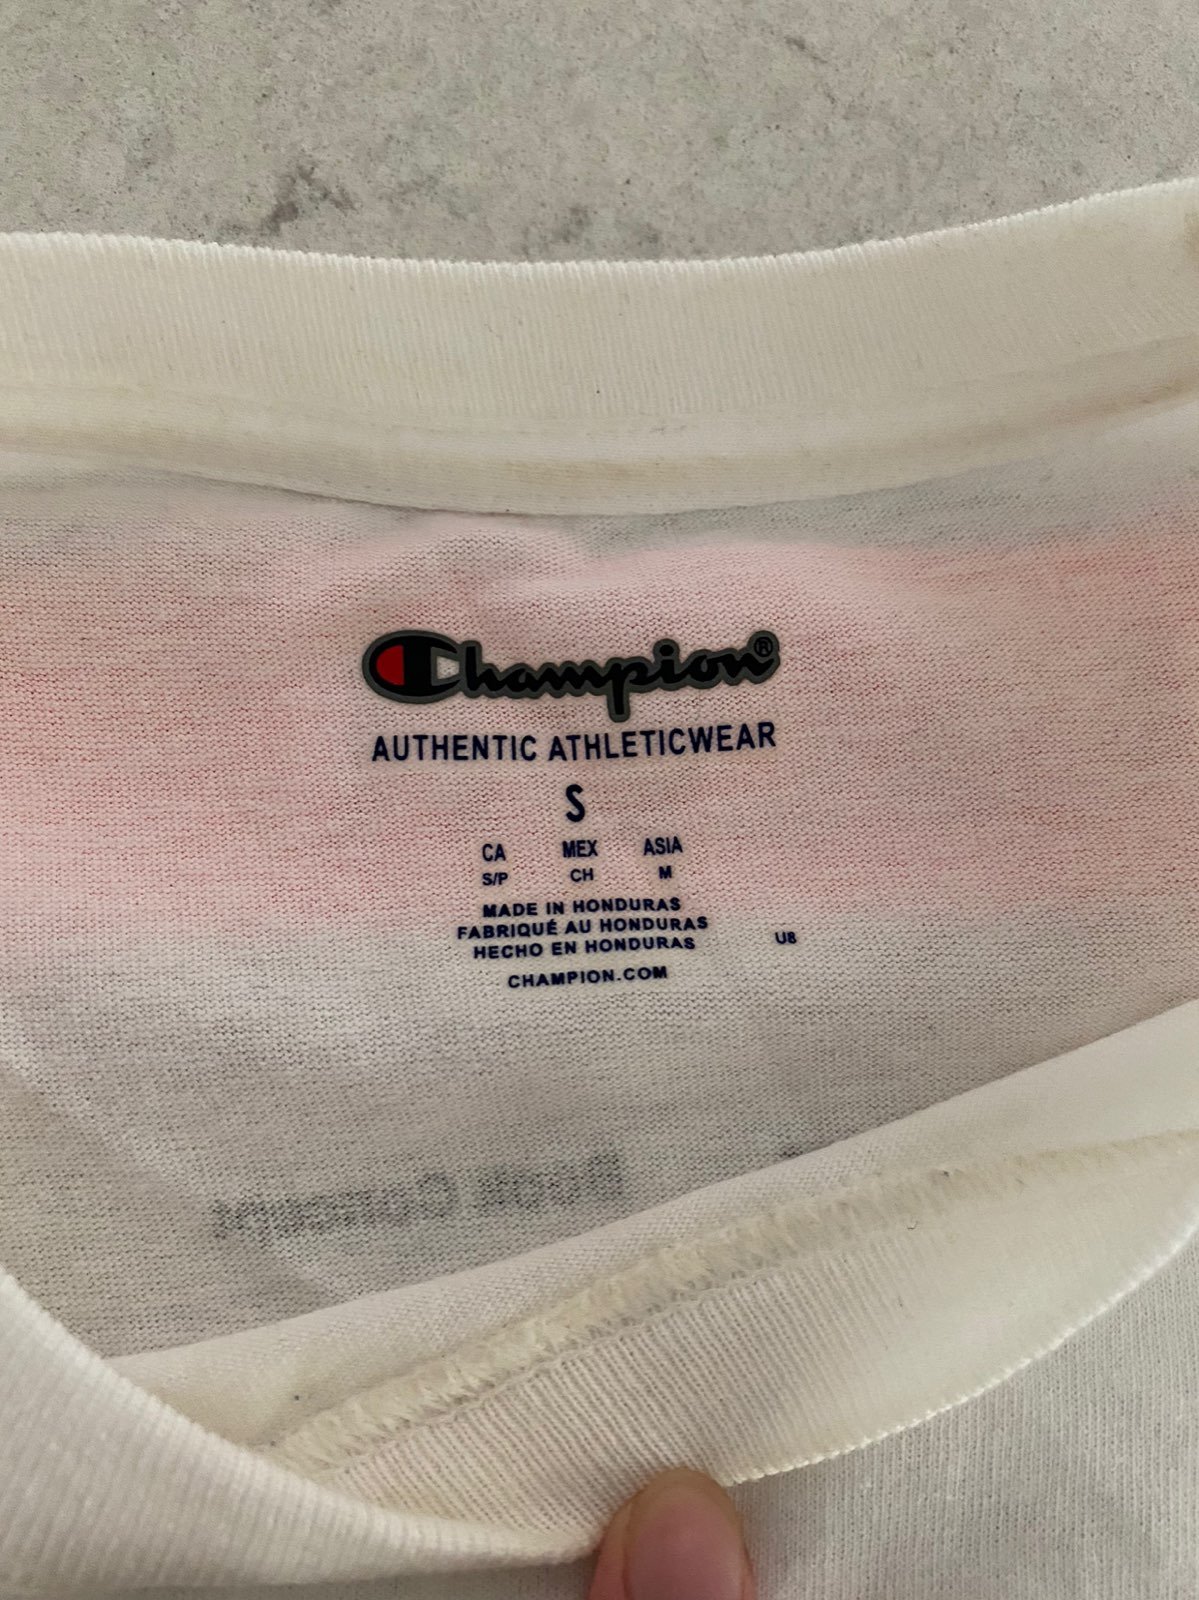 Champion®
AUTHENTIC ATHLETICWEAR
S
CA MEX ASIA
S/P CH M
MADE IN HONDURAS
FABRIQUÉ AU HONDURAS
HECHO EN HONDURAS
U8
CHAMPION.COM